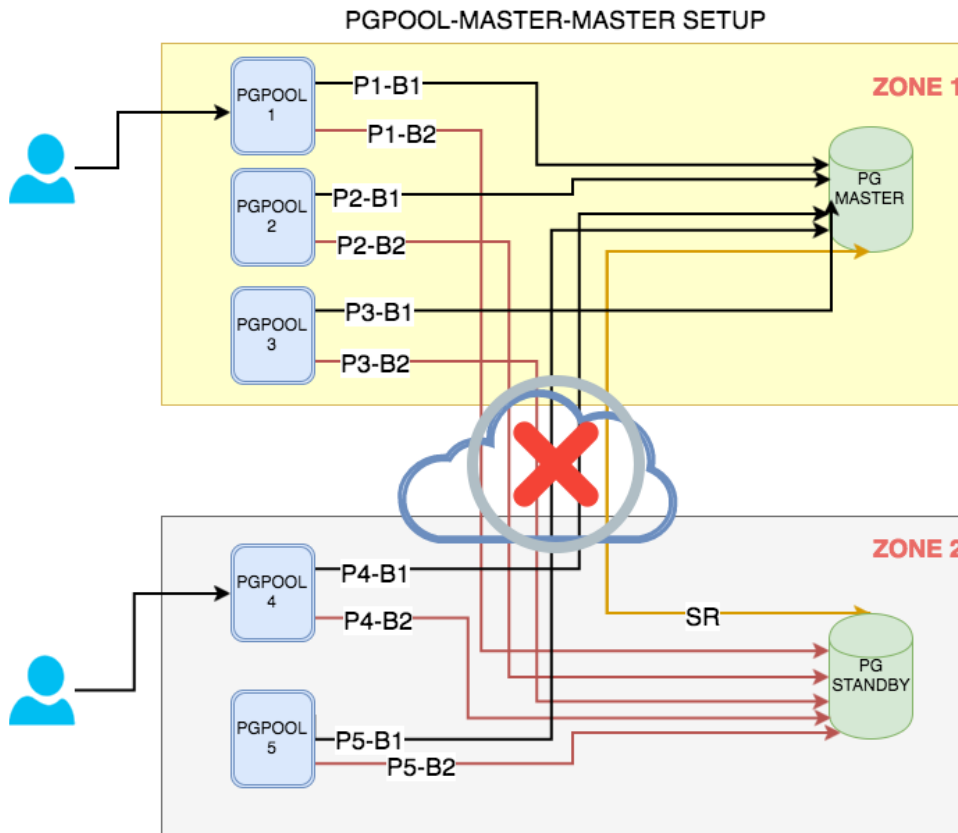 PGPOOL-MASTER-MASTER SETUP
ZONE 1
PGPOOL
1
P1-B1
P1-B2
PG
MASTER
PGPOOL
2
P2-B1
P2-B2
PGPOOL
3
P3-B1
P3-B2
ZONE 2
PGPOOL
4
P4-B1
P4-B2
SR
PG
STANDBY
PGPOOL
5
P5-B1
P5-B2